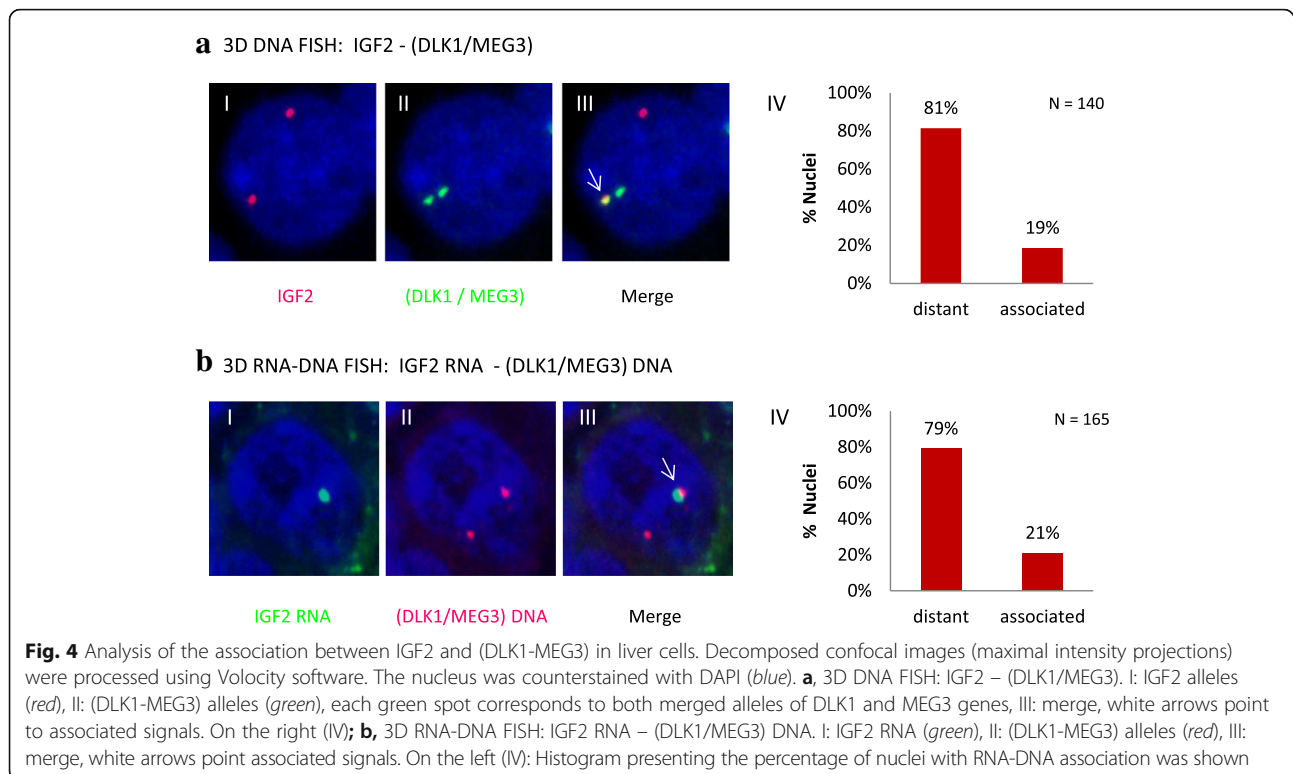 a 3D DNA FISH: IGF2 - (DLK1/MEG3)
I
II
III
IV
100%
80%
60%
40%
20%
0%
% Nuclei
N = 140
81%
19%
distant associated
IGF2
(DLK1 / MEG3)
Merge
b 3D RNA-DNA FISH: IGF2 RNA - (DLK1/MEG3) DNA
I
II
III
IV
100%
80%
60%
40%
20%
0%
% Nuclei
N = 165
79%
21%
distant associated
IGF2 RNA
(DLK1/MEG3) DNA
Merge
Fig. 4 Analysis of the association between IGF2 and (DLK1-MEG3) in liver cells. Decomposed confocal images (maximal intensity projections)
were processed using Volocity software. The nucleus was counterstained with DAPI (blue). a, 3D DNA FISH: IGF2 – (DLK1/MEG3). I: IGF2 alleles
(red), II: (DLK1-MEG3) alleles (green), each green spot corresponds to both merged alleles of DLK1 and MEG3 genes, III: merge, white arrows point
to associated signals. On the right (IV); b, 3D RNA-DNA FISH: IGF2 RNA – (DLK1/MEG3) DNA. I: IGF2 RNA (green), II: (DLK1-MEG3) alleles (red), III:
merge, white arrows point associated signals. On the left (IV): Histogram presenting the percentage of nuclei with RNA-DNA association was shown